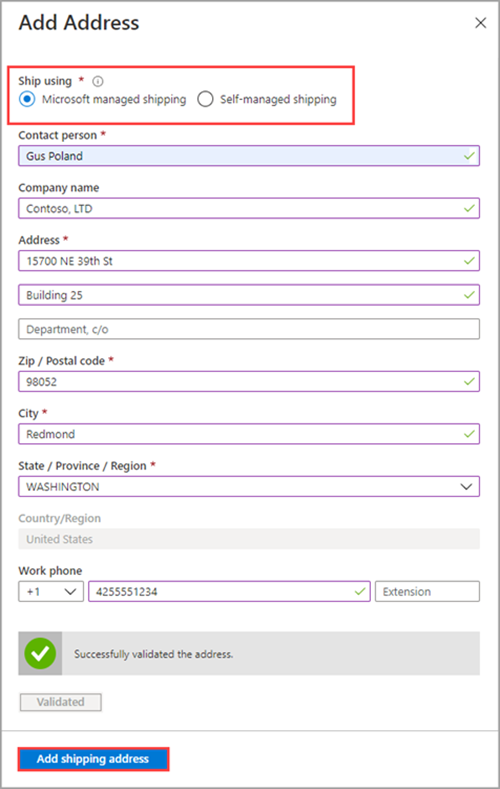 Add Address
Ship using *
Microsoft managed shipping Self-managed shipping
Contact person *
Gus Poland
Company name
Contoso, LTD
Address *
15700 NE 39th St
Building 25
Department, c/o
Zip / Postal code *
98052
City *
Redmond
State / Province / Region *
WASHINGTON
Country/Region
United States
Work phone
+1 4255551234 Extension
Successfully validated the address.
Validated
Add shipping address